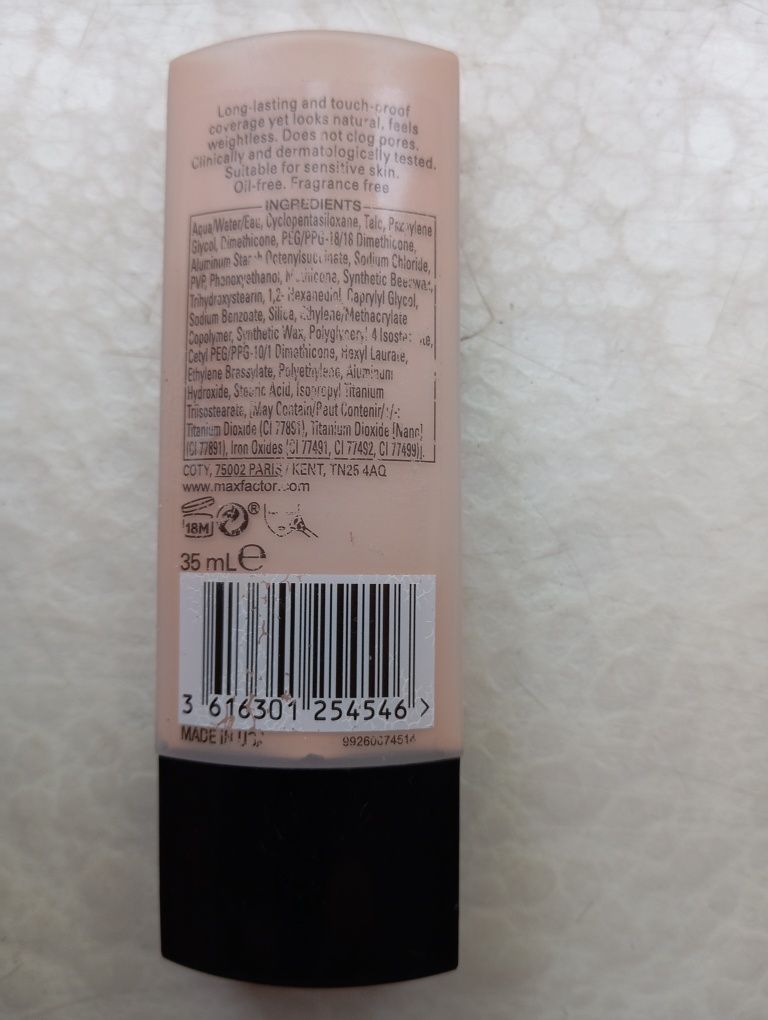 Long-lasting and touch-proof
coverage yet looks natural, feels
weightless. Does not clog pores.
Clinically and dermatologically tested.
Suitable for sensitive skin.
Oil-free. Fragrance free
INGREDIENTS
Aqua/Water/Eau, Cyclopentasiloxane, Talc, Propylene
Glycol, Dimethicone, PEG/PPG-18/18 Dimethicone,
Aluminum Starch Octenylsuccinate, Sodium Chloride,
PVP, Phenoxyethanol, Methicone, Synthetic Beeswax,
Trihydroxystearin, 1,2- Hexanediol, Caprylyl Glycol,
Sodium Benzoate, Silica, Ethylene/Methacrylate
Copolymer, Synthetic Wax, Polyglyceryl 4 Isostearate,
Cetyl PEG/PPG-10/1 Dimethicone, Hexyl Laurate,
Ethylene Brassylate, Polyethylene, Aluminum
Hydroxide, Stearic Acid, Isopropyl Titanium
Triisostearate, [May Contain/Peut Contenir/+/-:
Titanium Dioxide (CI 77891), Titanium Dioxide [Nano]
(CI 77891), Iron Oxides (CI 77491, CI 77492, CI 77499)].
COTY, 75002 PARIS / KENT, TN25 4AQ
www.maxfactor.com
18M ®
35 mL e
3 616301 254546 >
MADE IN